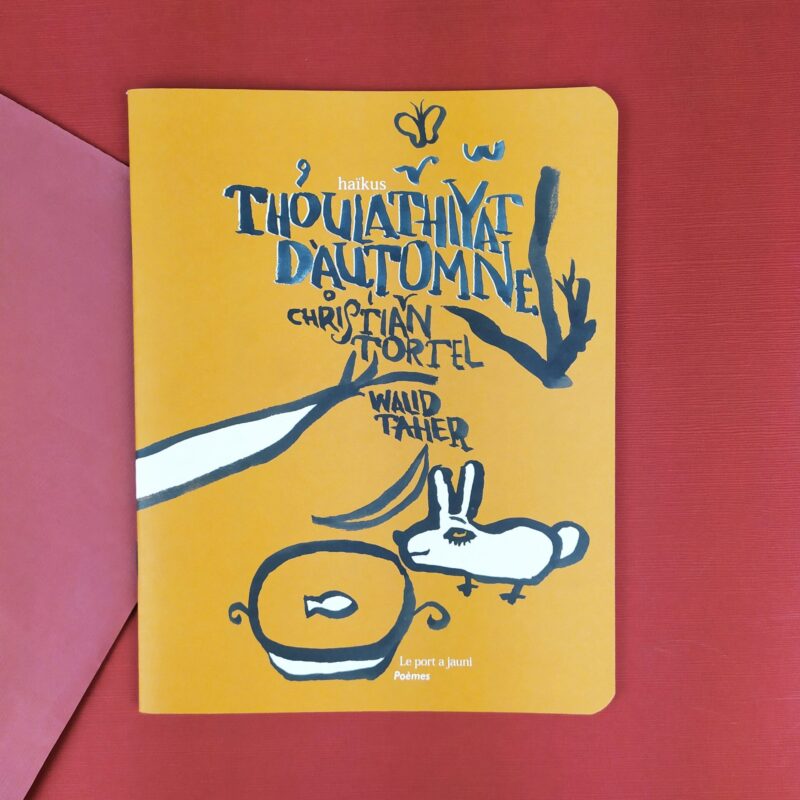 haïkus
THOULATHIYAT
D'AUTOMNE
CHRISTIAN
TORTEL
WALID
TAHER
Le port a jauni
Poèmes